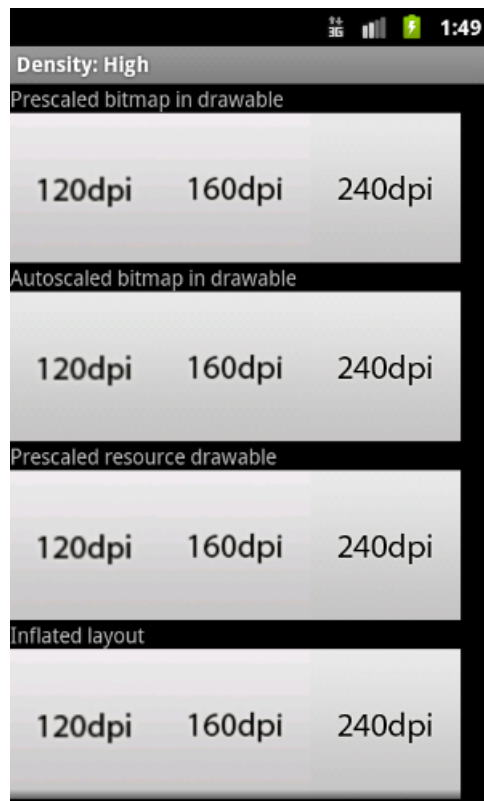 3G 1:49
Density: High
Prescaled bitmap in drawable
120dpi 160dpi 240dpi
Autoscaled bitmap in drawable
120dpi 160dpi 240dpi
Prescaled resource drawable
120dpi 160dpi 240dpi
Inflated layout
120dpi 160dpi 240dpi